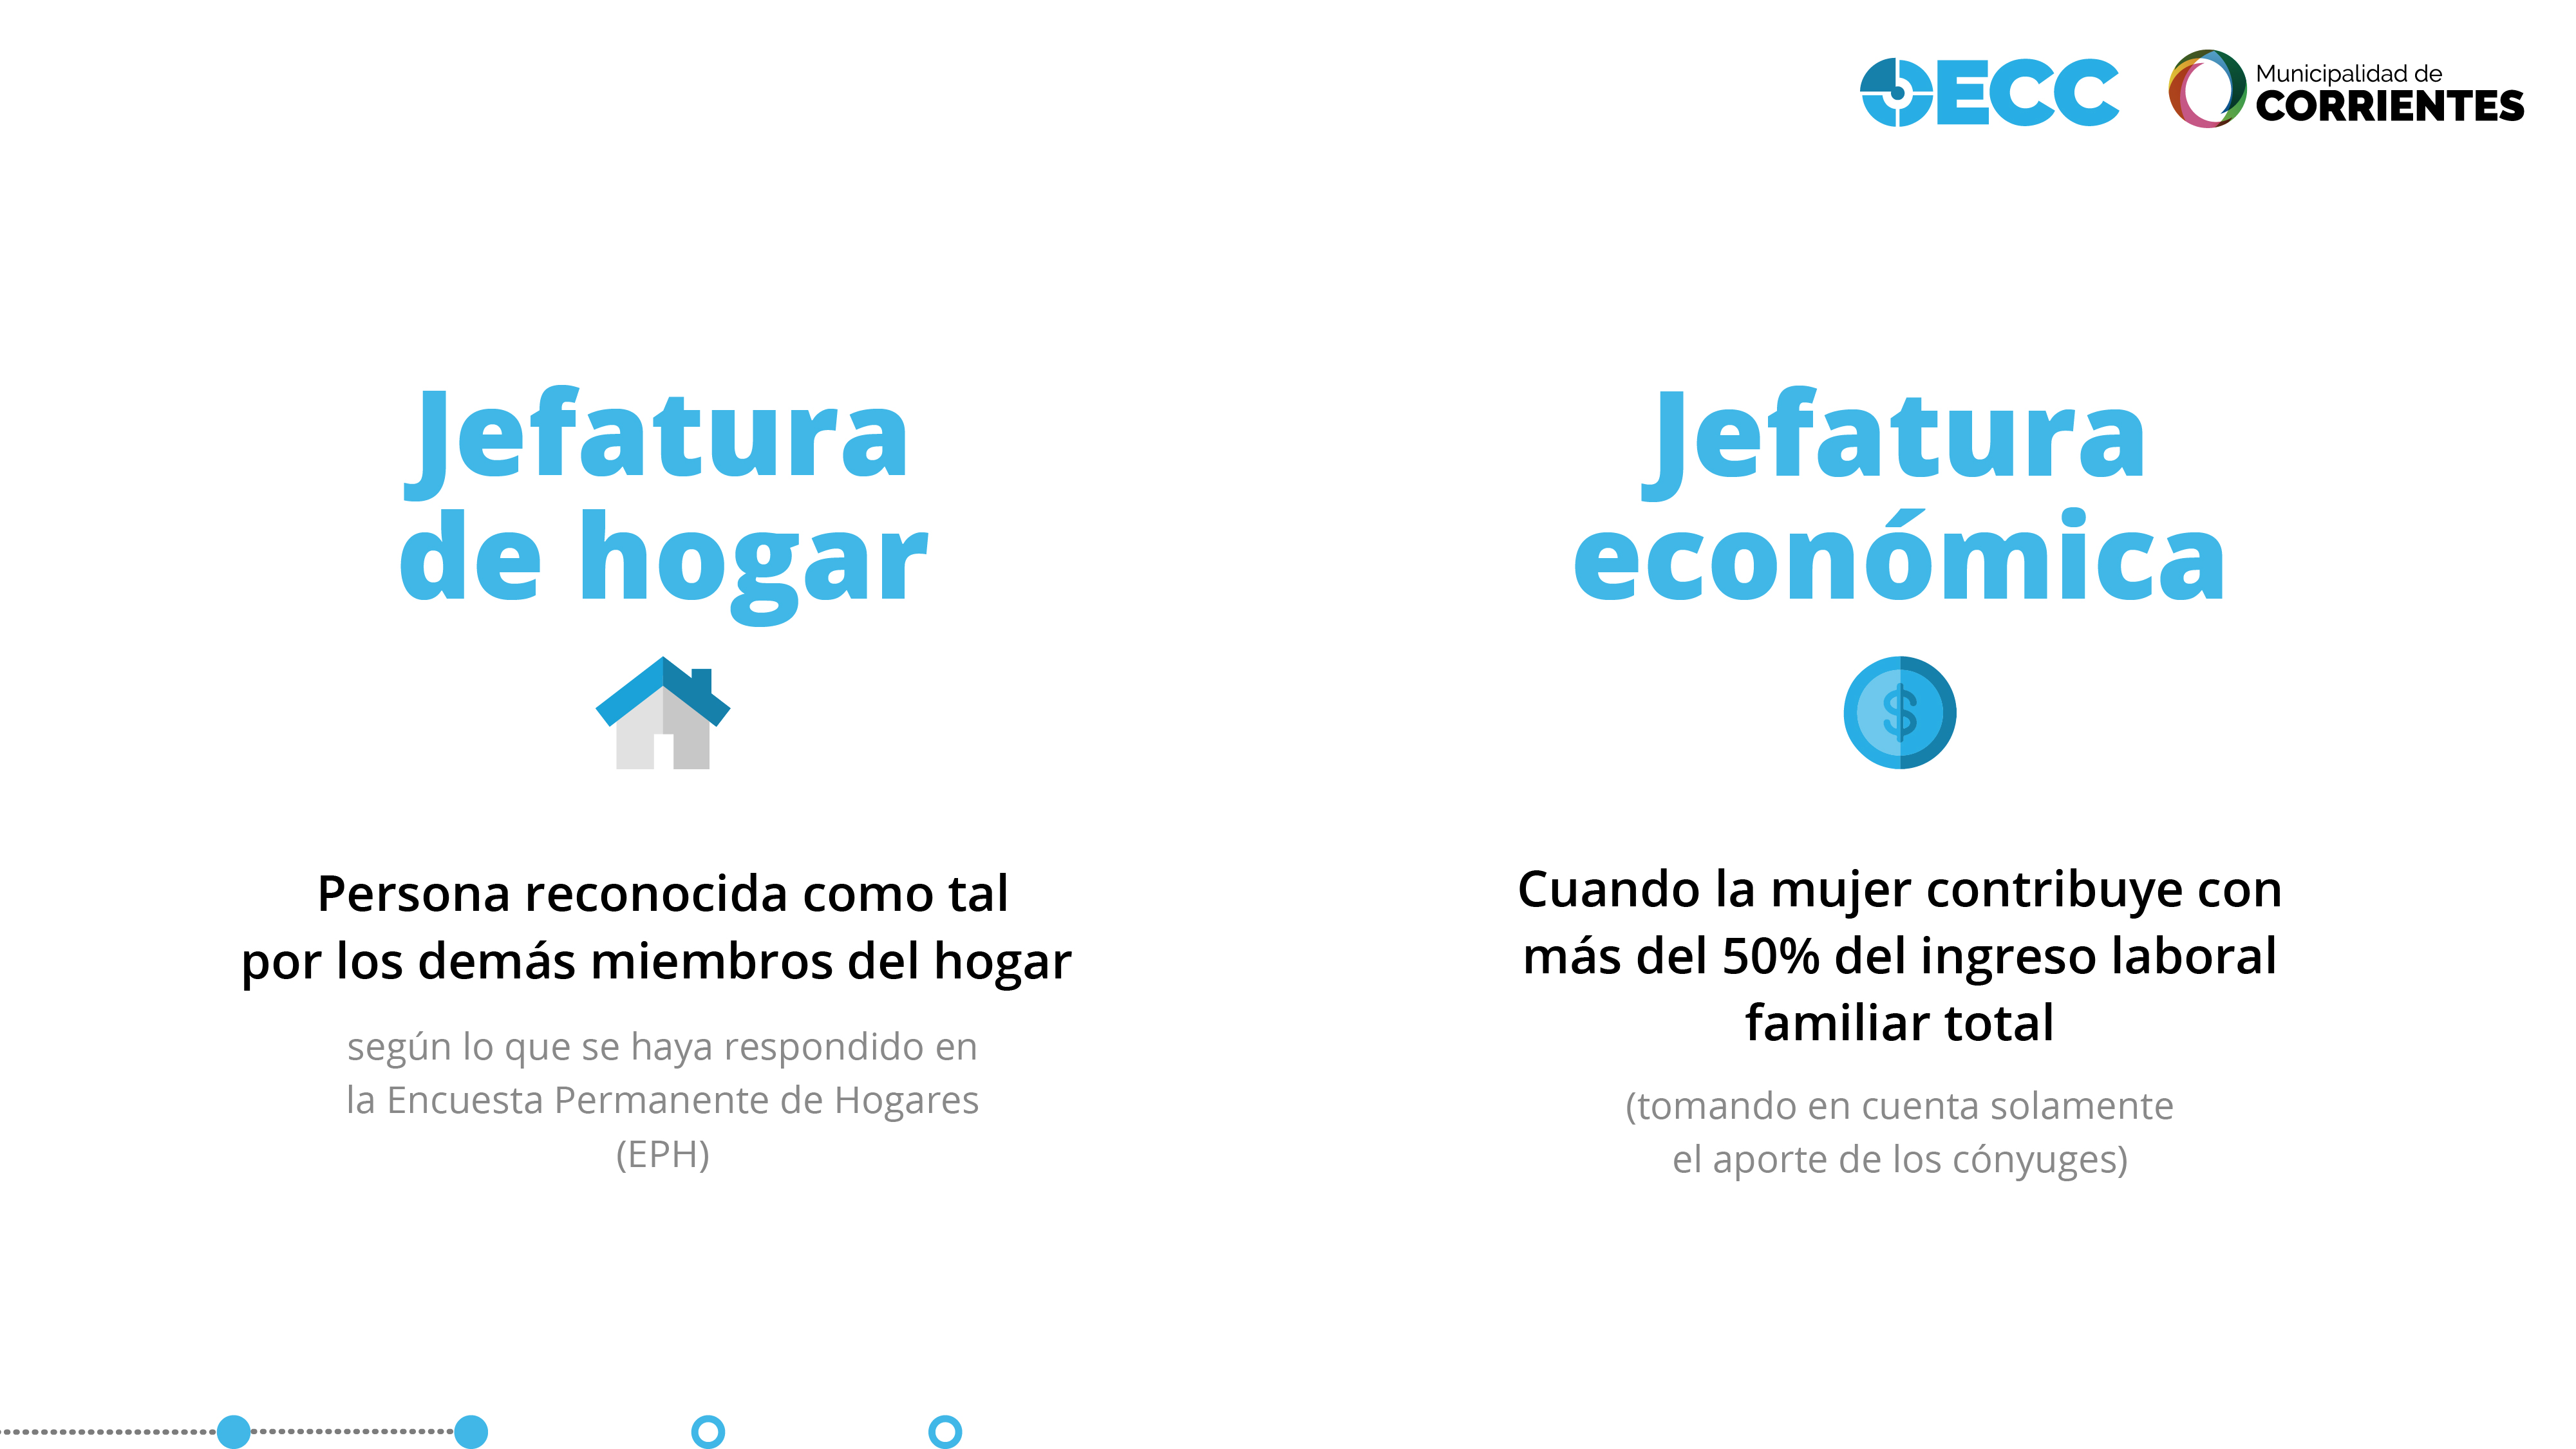 OECC
Municipalidad de
CORRIENTES
Jefatura
de hogar
Persona reconocida como tal
por los demás miembros del hogar
según lo que se haya respondido en
la Encuesta Permanente de Hogares
(EPH)
Jefatura
económica
$
Cuando la mujer contribuye con
más del 50% del ingreso laboral
familiar total
(tomando en cuenta solamente
el aporte de los cónyuges)